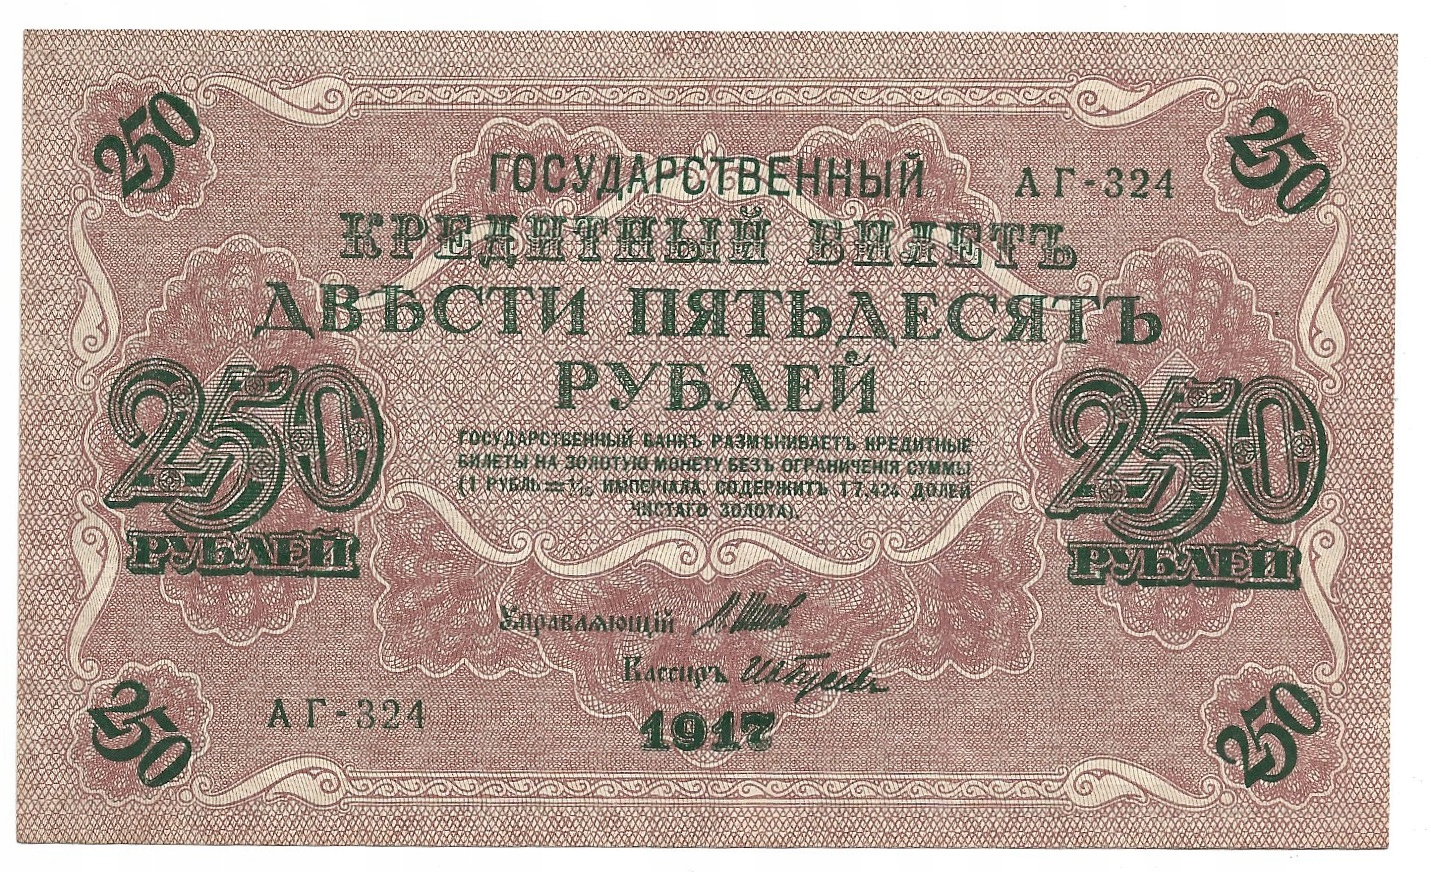 250
250
ГОСУДАРСТВЕННЫЙ
АГ-324
КРЕДИТНЫЙ БИЛЕТЪ
ДВѢСТИ ПЯТЬДЕСЯТЪ
РУБЛЕЙ
250
РУБЛЕЙ
250
РУБЛЕЙ
ГОСУДАРСТВЕННЫЙ БАНКЪ РАЗМѢНИВАЕТЪ КРЕДИТНЫЕ
БИЛЕТЫ НА ЗОЛОТУЮ МОНЕТУ БЕЗЪ ОГРАНИЧЕНІЯ СУММЫ
(1 РУБЛЬ = 1/15 ИМПЕРІАЛА, СОДЕРЖИТЪ 17,424 ДОЛЕЙ
ЧИСТАГО ЗОЛОТА).
Управляющій
Кассиръ
АГ-324
1917
250
250